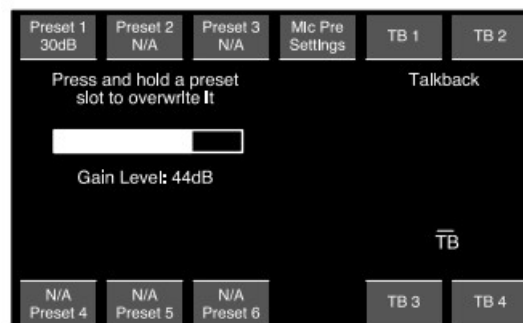 Preset 1
30dB
Preset 2
N/A
Preset 3
N/A
Mic Pre
Settings
TB 1
TB 2
Press and hold a preset
slot to overwrite it
Talkback
Gain Level: 44dB
TB
N/A
Preset 4
N/A
Preset 5
N/A
Preset 6
TB 3
TB 4